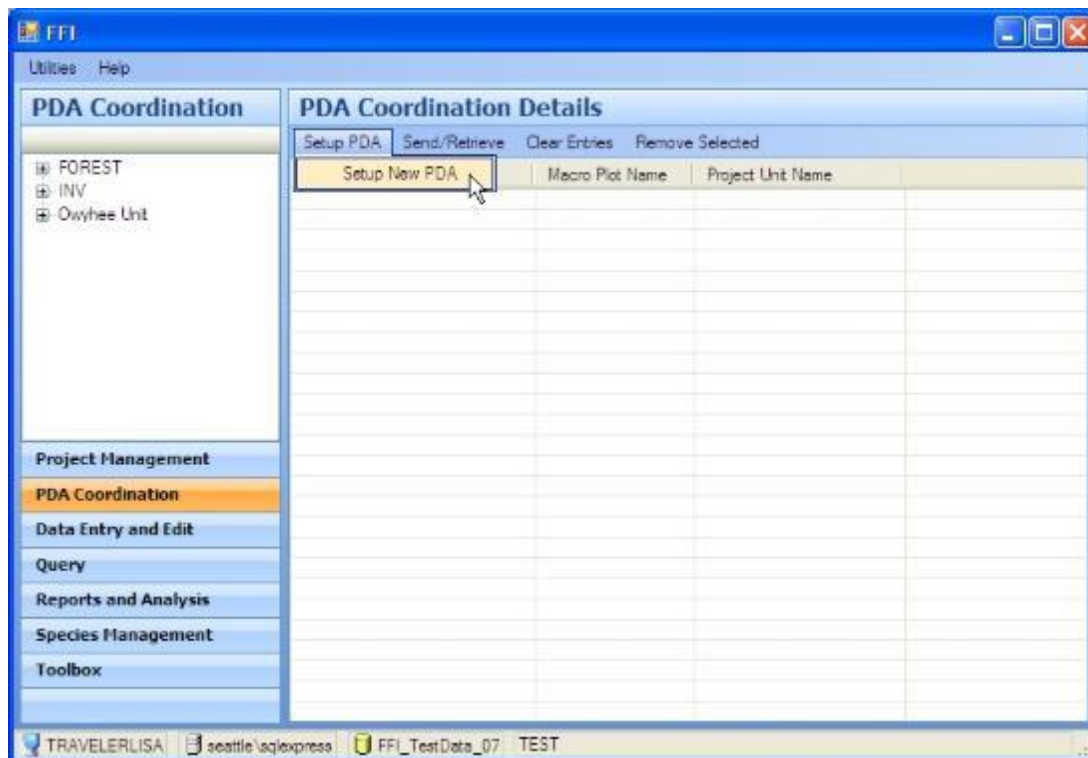 FFI
Utilities Help
PDA Coordination
PDA Coordination Details
Setup PDA Send/Retrieve Clear Entries Remove Selected
Setup New PDA Macro Plot Name Project Unit Name
FOREST
INV
Owyhee Unit
Project Management
PDA Coordination
Data Entry and Edit
Query
Reports and Analysis
Species Management
Toolbox
TRAVELERLISA seattle\sqlexpress FFI_TestData_07 TEST